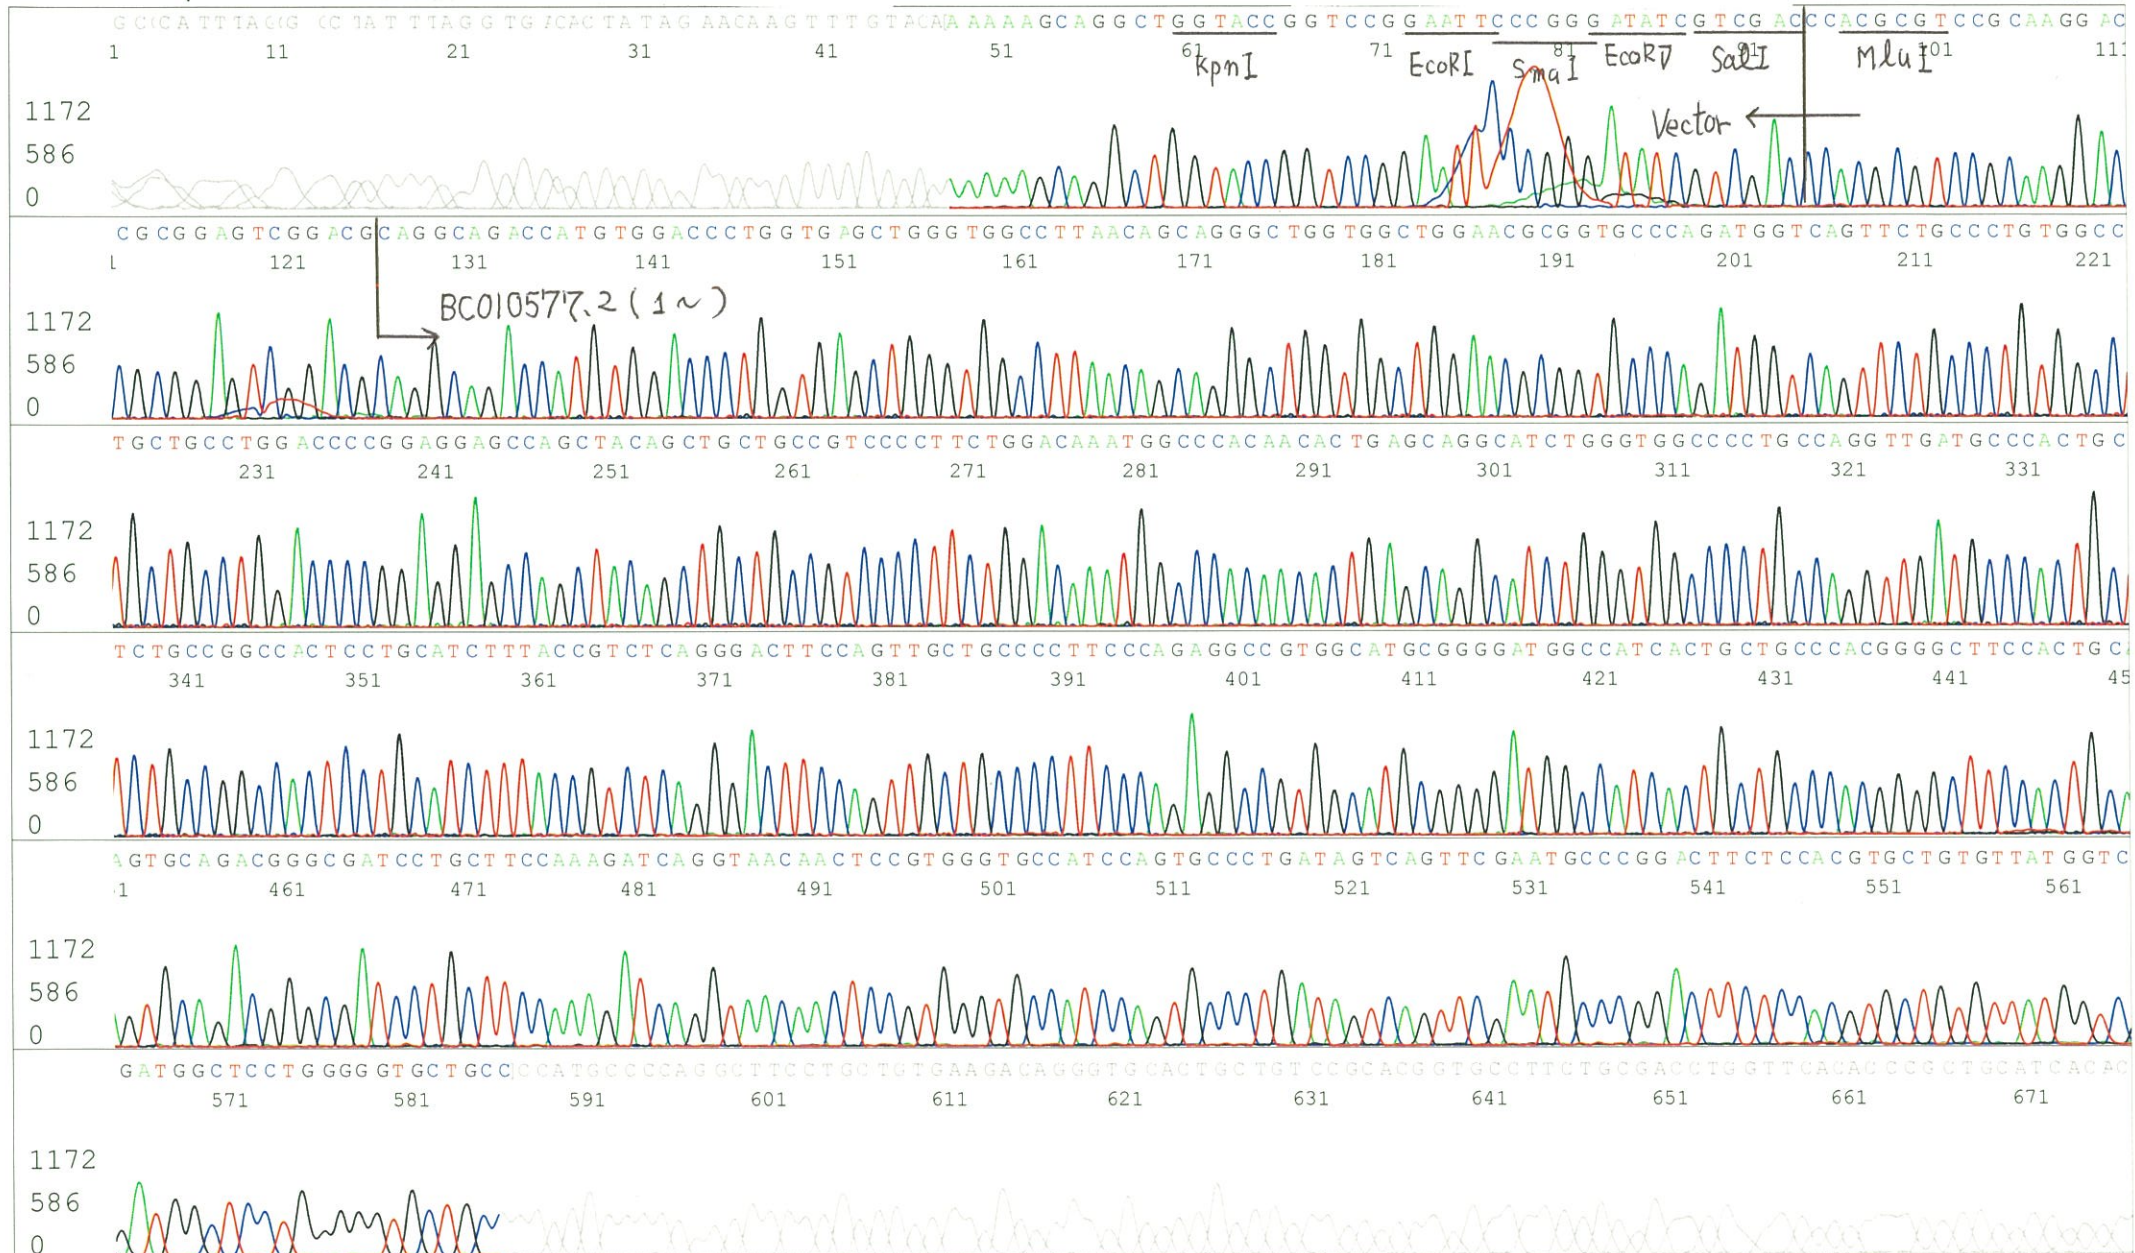 AAAAAGCAGGCTGGTACCGGTCCGGAATTCCCGGGATATCGTCGACCCACGCGTCCGCAAGGAC
1 11 21 31 41 51 61 71 81 91 101 111
KpnI EcoRI SmaI EcoRV SalI MluI
Vector
1172
586
0
CGCGGAGTCGGACGCAGGCAGACCATGTGGACCCTGGTGAGCTGGGTGGCCTTAACAGCAGGGCTGGTGGCTGGAACGCGGTGCCCAGATGGTCAGTTCTGCCCTGTGGCC
121 131 141 151 161 171 181 191 201 211 221
BC010577.2 (1~)
1172
586
0
TGCTGCCTGGACCCCGGAGGAGCCAGCTACAGCTGCTGCCGTCCCCTTCTGGACAAATGGCCCACAACACTGAGCAGGCATCTGGGTGGCCCCTGCCAGGTTGATGCCCACTGC
231 241 251 261 271 281 291 301 311 321 331
1172
586
0
TCTGCCGGCCACTCCTGCATCTTTACCGTCTCAGGGACTTCCAGTTGCTGCCCCTTCCCAGAGGCCGTGGCATGCGGGGATGGCCATCACTGCTGCCCACGGGGCTTCCACTGC
341 351 361 371 381 391 401 411 421 431 441 45
1172
586
0
AGTGCAGACGGGCGATCCTGCTTCCAAAGATCAGGTAACAACTCCGTGGGTGCCATCCAGTGCCCTGATAGTCAGTTCGAATGCCCGGACTTCTCCACGTGCTGTGTTATGGTC
1 461 471 481 491 501 511 521 531 541 551 561
1172
586
0
GATGGCTCCTGGGGGTGCTGCCCCATGCCCCAGGCTTCCTGCTGTGAAGACAGGGTGCACTGCTGTCCGCACGGTGCCTTCTGCGACCTGGTTCACACCCGCTGCATCACAC
571 581 591 601 611 621 631 641 651 661 671
1172
586
0